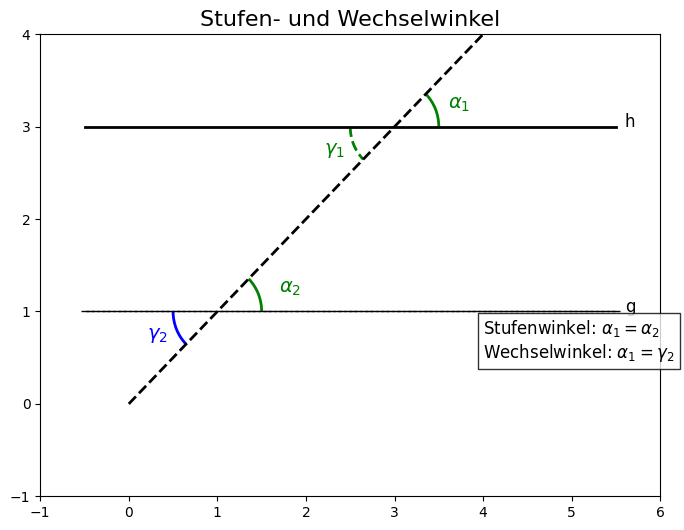 Stufen- und Wechselwinkel
4
α₁
3
h
γ₁
2
α₂
1
g
Stufenwinkel: α₁ = α₂
γ₂
Wechselwinkel: α₁ = γ₂
0
−1
−1 0 1 2 3 4 5 6